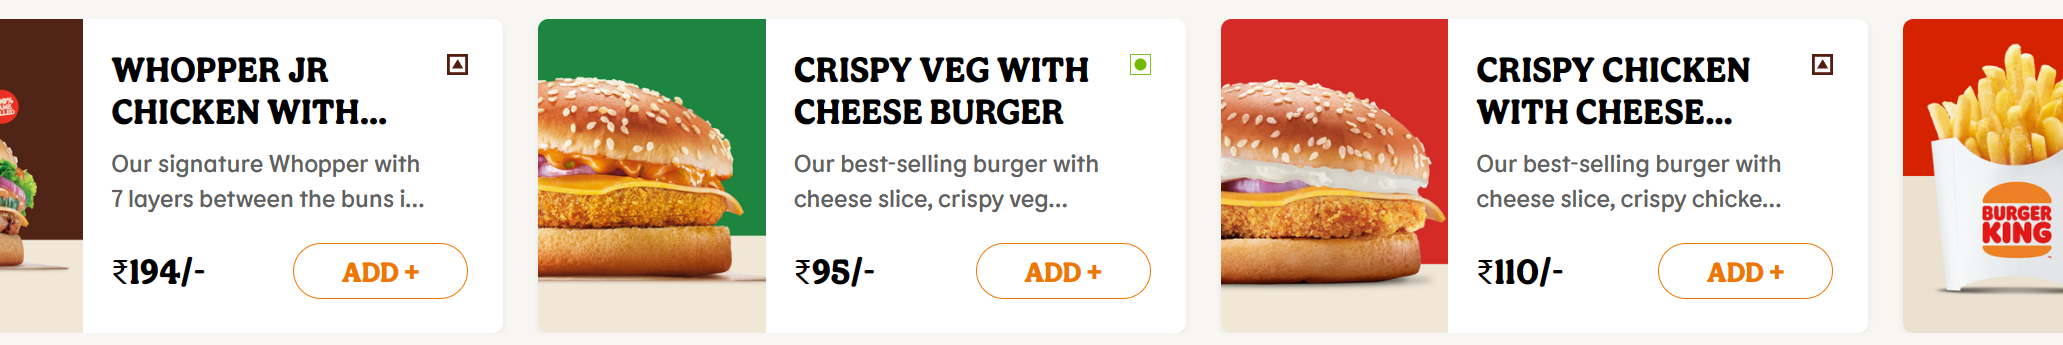 WHOPPER JR
CHICKEN WITH...
Our signature Whopper with
7 layers between the buns i...
₹194/-
ADD +
CRISPY VEG WITH
CHEESE BURGER
Our best-selling burger with
cheese slice, crispy veg...
₹95/-
ADD +
CRISPY CHICKEN
WITH CHEESE...
Our best-selling burger with
cheese slice, crispy chicke...
₹110/-
ADD +
BURGER
KING